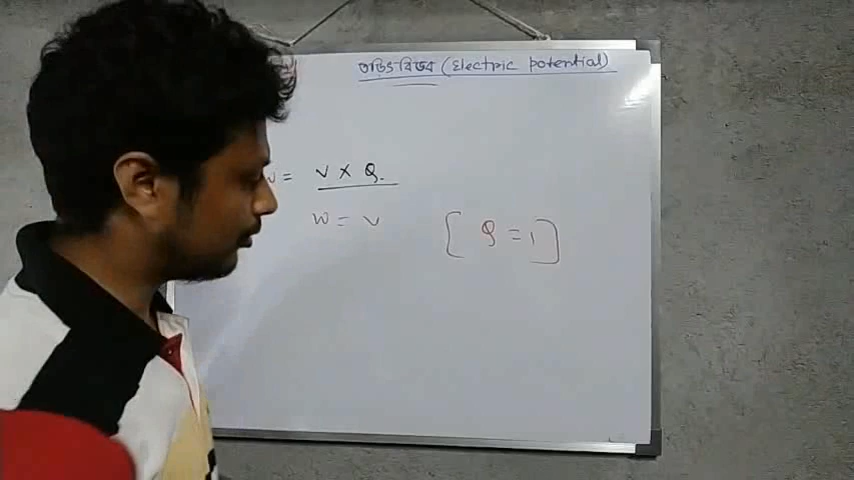 তড়িৎ বিভব (Electric potential)
W = V X Q.
W = V [ Q = 1 ]